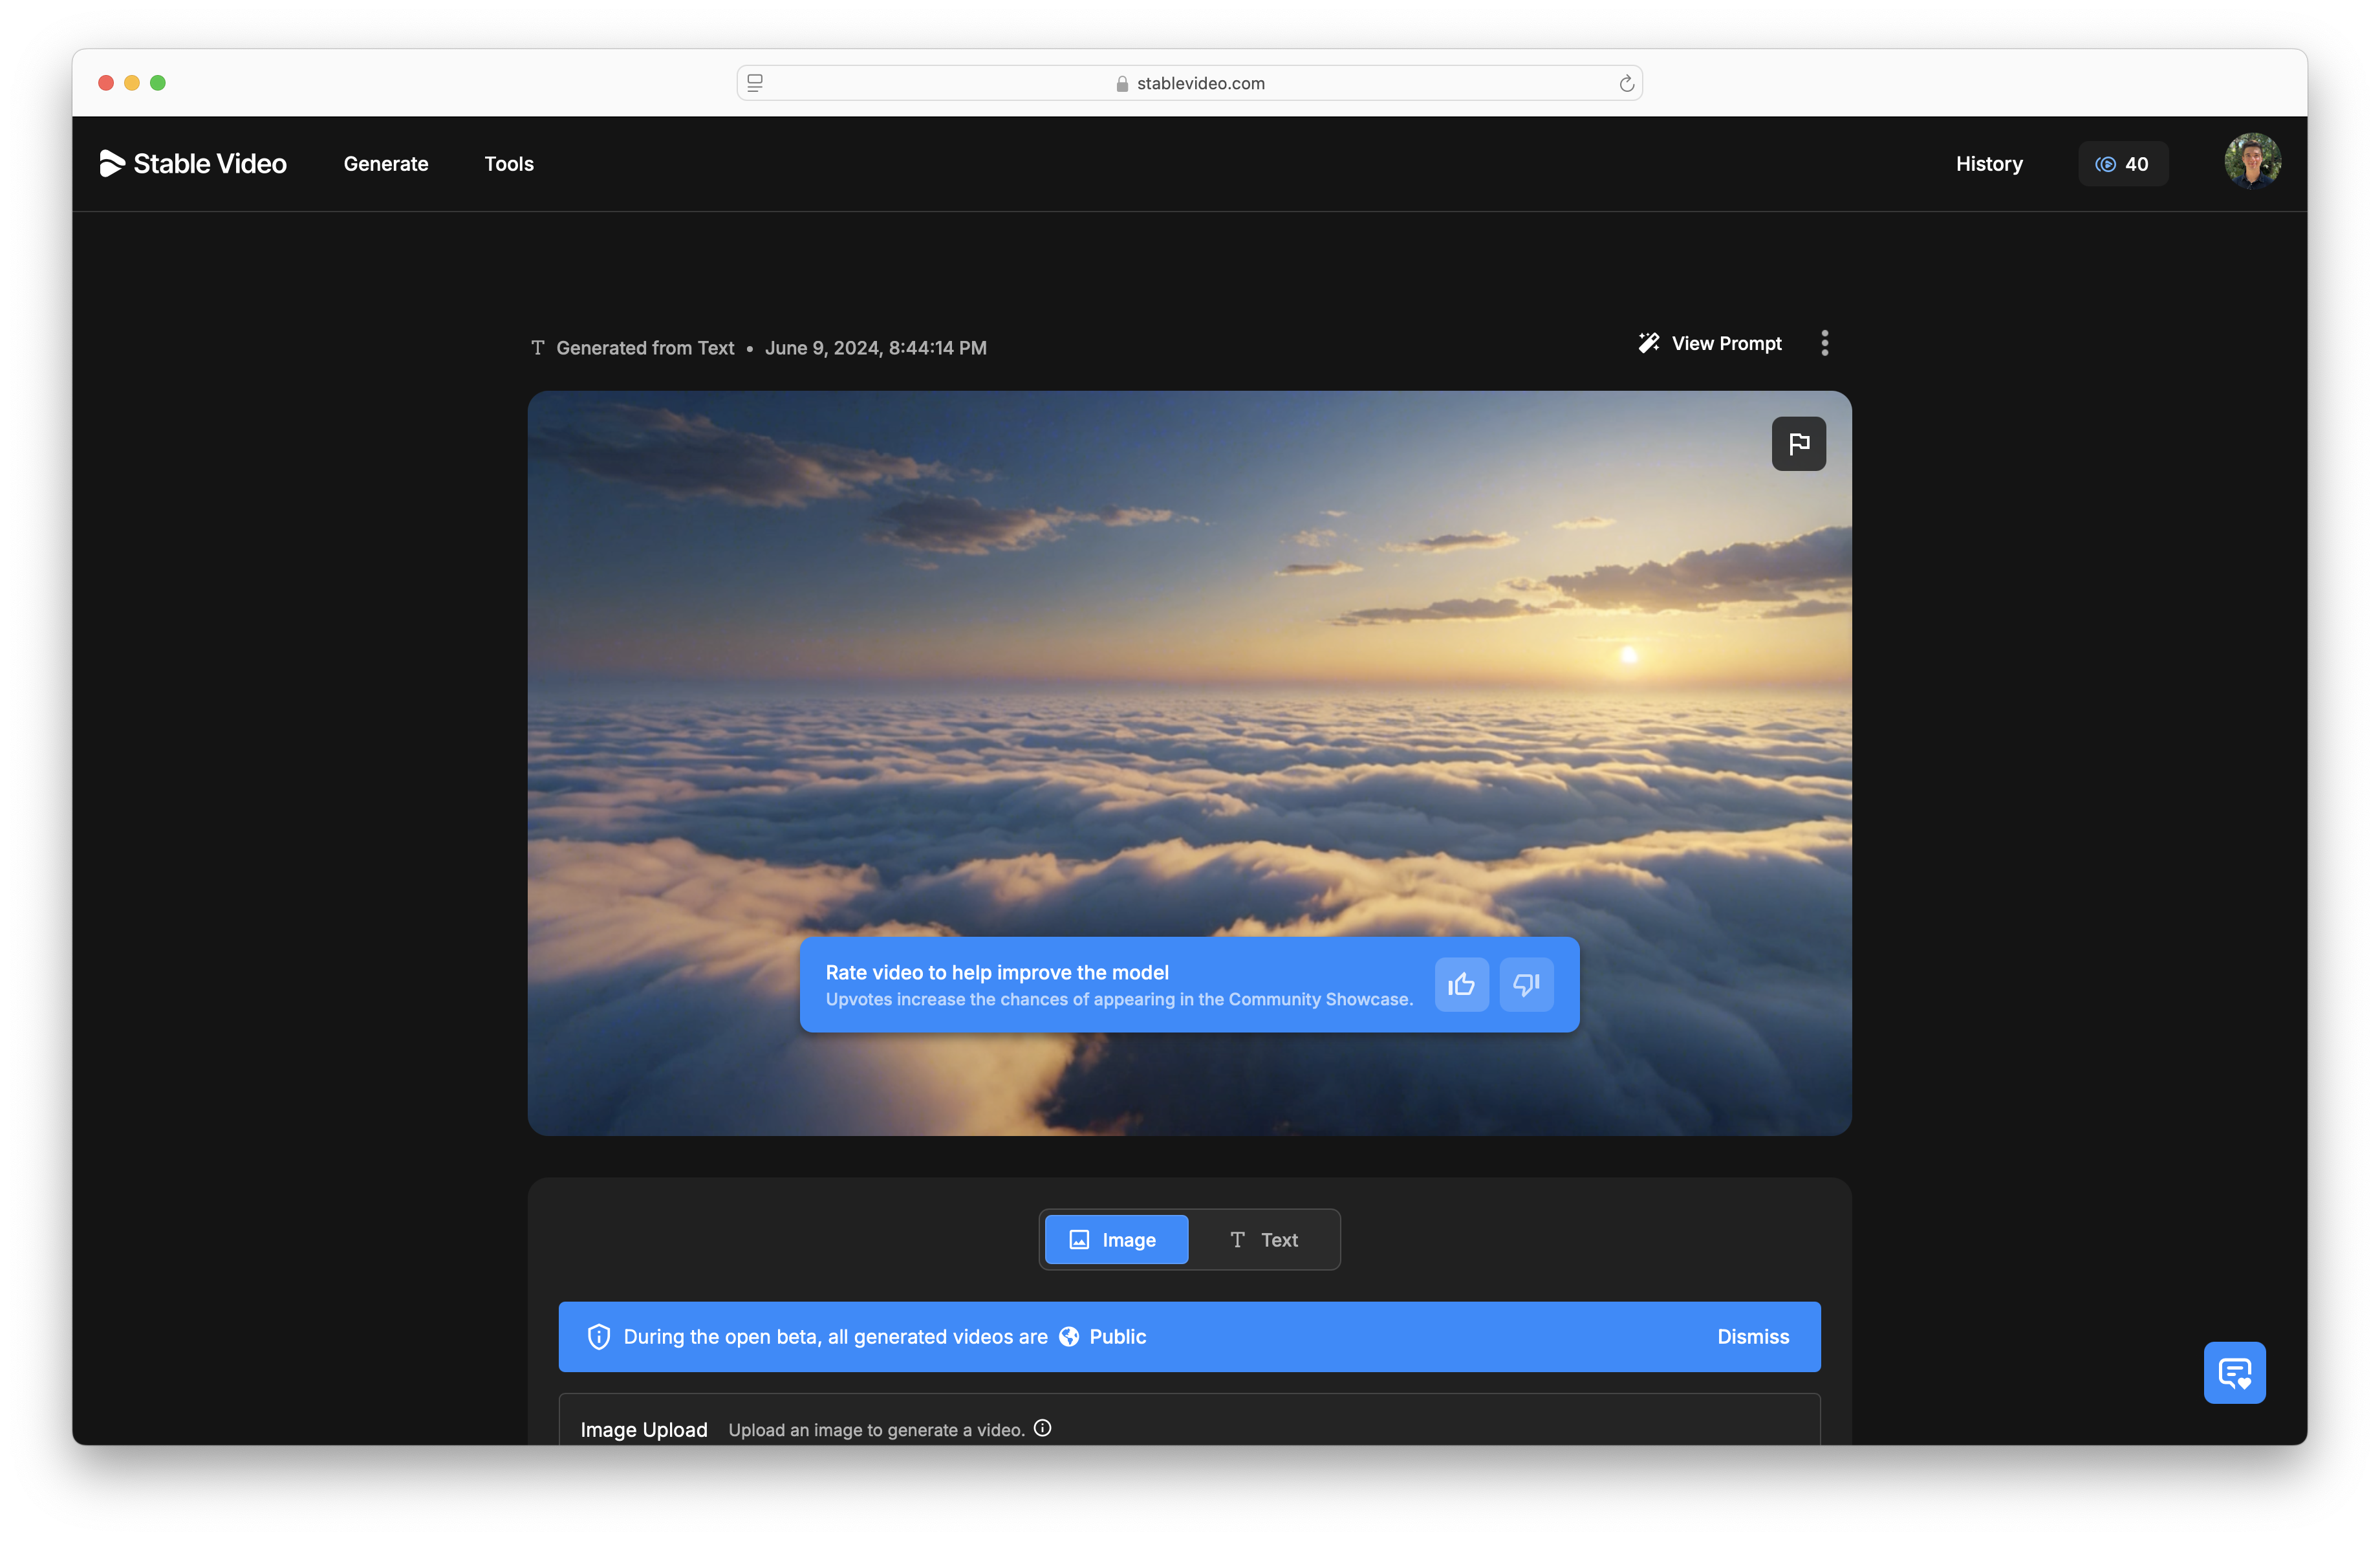 stablevideo.com
Stable Video Generate Tools History 40
T Generated from Text • June 9, 2024, 8:44:14 PM View Prompt
Rate video to help improve the model
Upvotes increase the chances of appearing in the Community Showcase.
Image T Text
During the open beta, all generated videos are Public Dismiss
Image Upload Upload an image to generate a video.